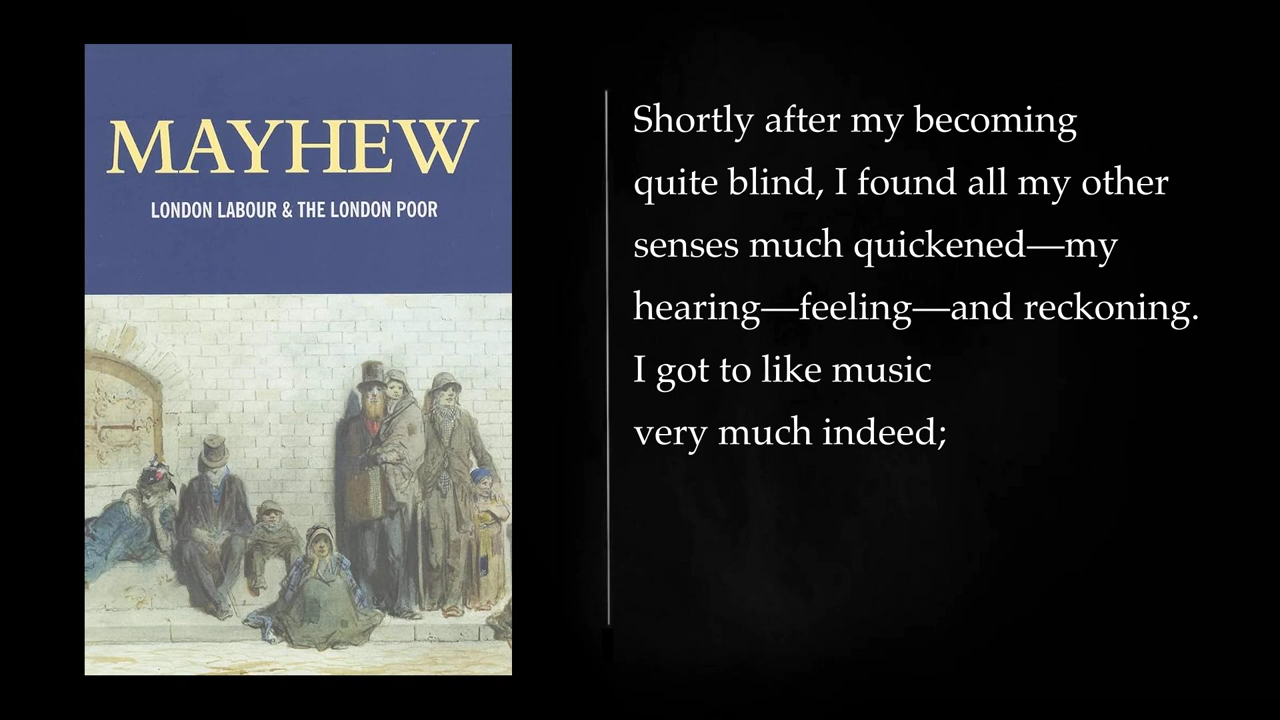 MAYHEW
LONDON LABOUR & THE LONDON POOR
Shortly after my becoming
quite blind, I found all my other
senses much quickened—my
hearing—feeling—and reckoning.
I got to like music
very much indeed;